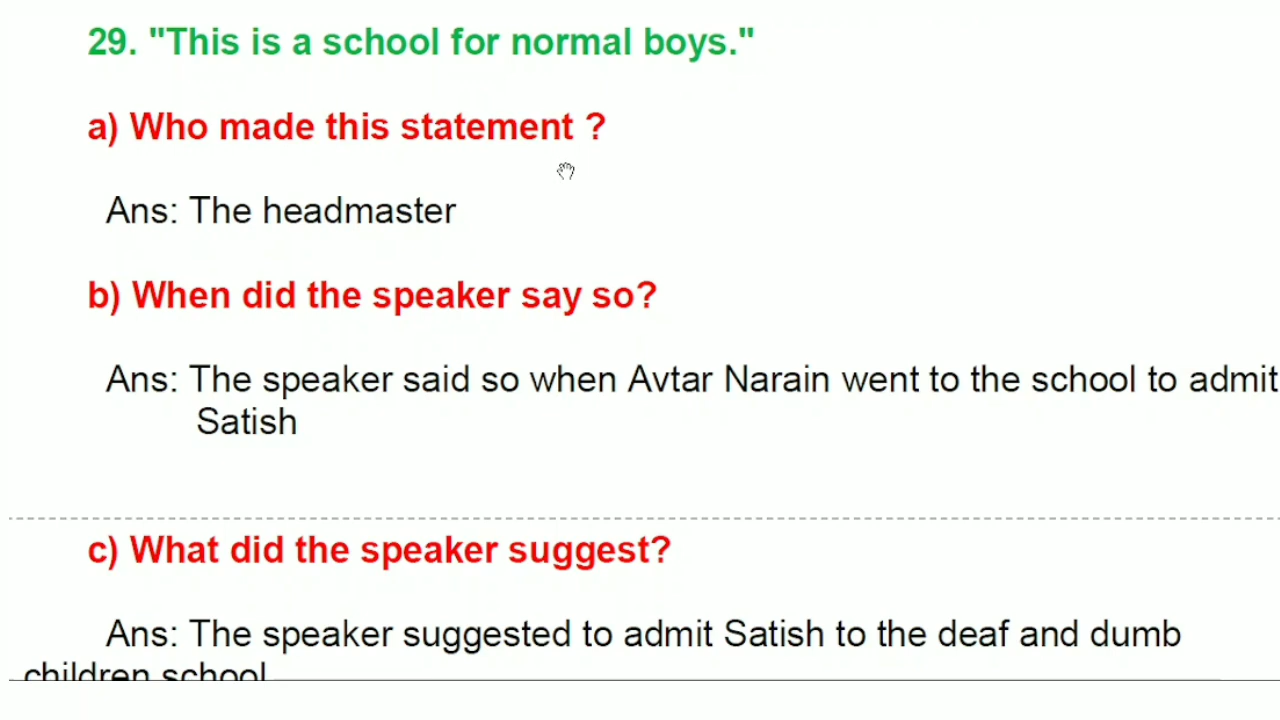 29. "This is a school for normal boys."
a) Who made this statement ?
Ans: The headmaster
b) When did the speaker say so?
Ans: The speaker said so when Avtar Narain went to the school to admit
Satish
c) What did the speaker suggest?
Ans: The speaker suggested to admit Satish to the deaf and dumb
children school